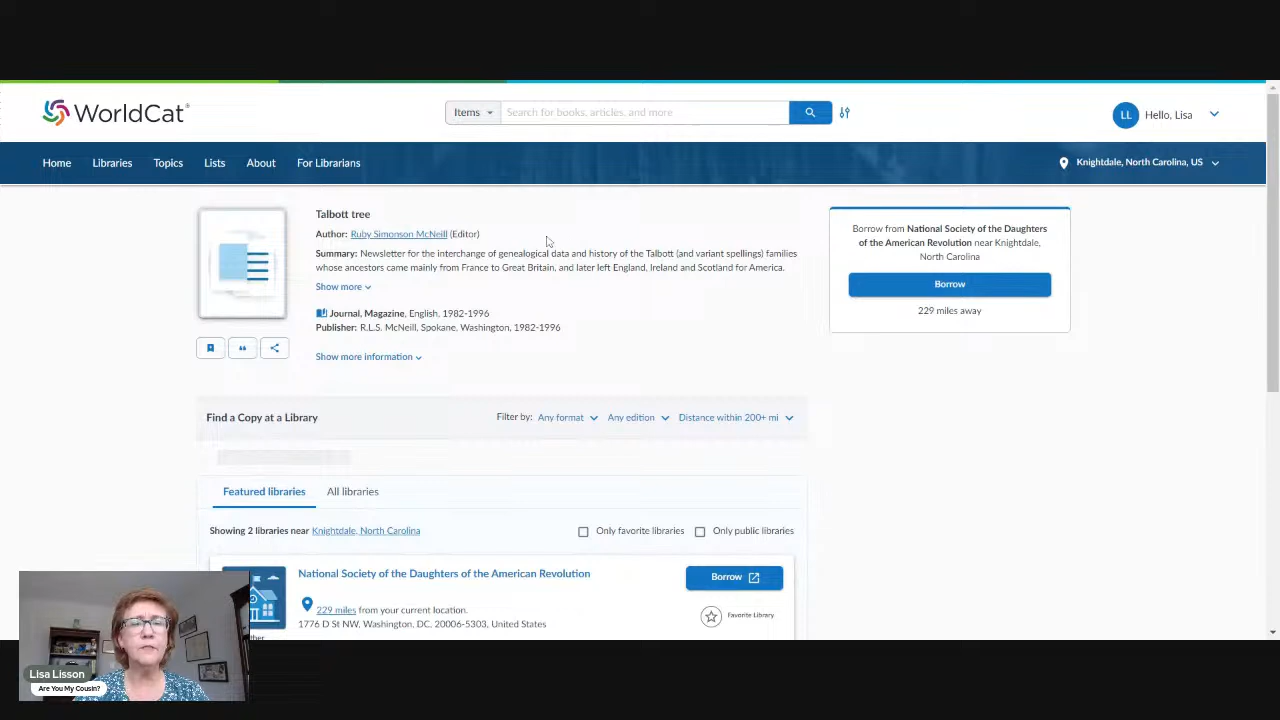 WorldCat®
Items
Search for books, articles, and more
LL
Hello, Lisa
Home
Libraries
Topics
Lists
About
For Librarians
Knightdale, North Carolina, US
Talbott tree
Author: Ruby Simonson McNeill (Editor)
Summary: Newsletter for the interchange of genealogical data and history of the Talbott (and variant spellings) families
whose ancestors came mainly from France to Great Britain, and later left England, Ireland and Scotland for America.
Show more
Journal, Magazine, English, 1982-1996
Publisher: R.L.S. McNeill, Spokane, Washington, 1982-1996
Show more information
Borrow from National Society of the Daughters
of the American Revolution near Knightdale,
North Carolina
Borrow
229 miles away
Find a Copy at a Library
Filter by: Any format Any edition Distance within 200+ mi
Featured libraries
All libraries
Showing 2 libraries near Knightdale, North Carolina
Only favorite libraries
Only public libraries
National Society of the Daughters of the American Revolution
Borrow
229 miles from your current location.
Favorite Library
1776 D St NW, Washington, DC. 20006-5303, United States
Lisa Lisson
Are You My Cousin?